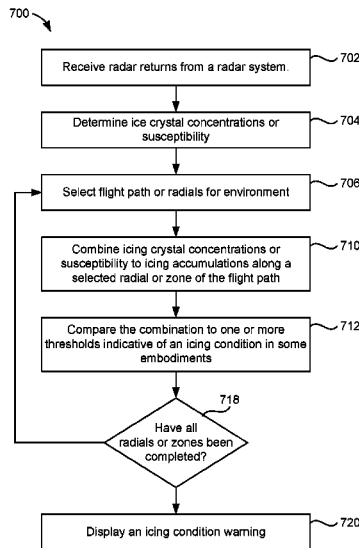 700
Receive radar returns from a radar system.
702
Determine ice crystal concentrations or
susceptibility
704
Select flight path or radials for environment
706
Combine icing crystal concentrations or
susceptibility to icing accumulations along a
selected radial or zone of the flight path
710
Compare the combination to one or more
thresholds indicative of an icing condition in some
embodiments
712
718
Have all
radials or zones been
completed?
Display an icing condition warning
720